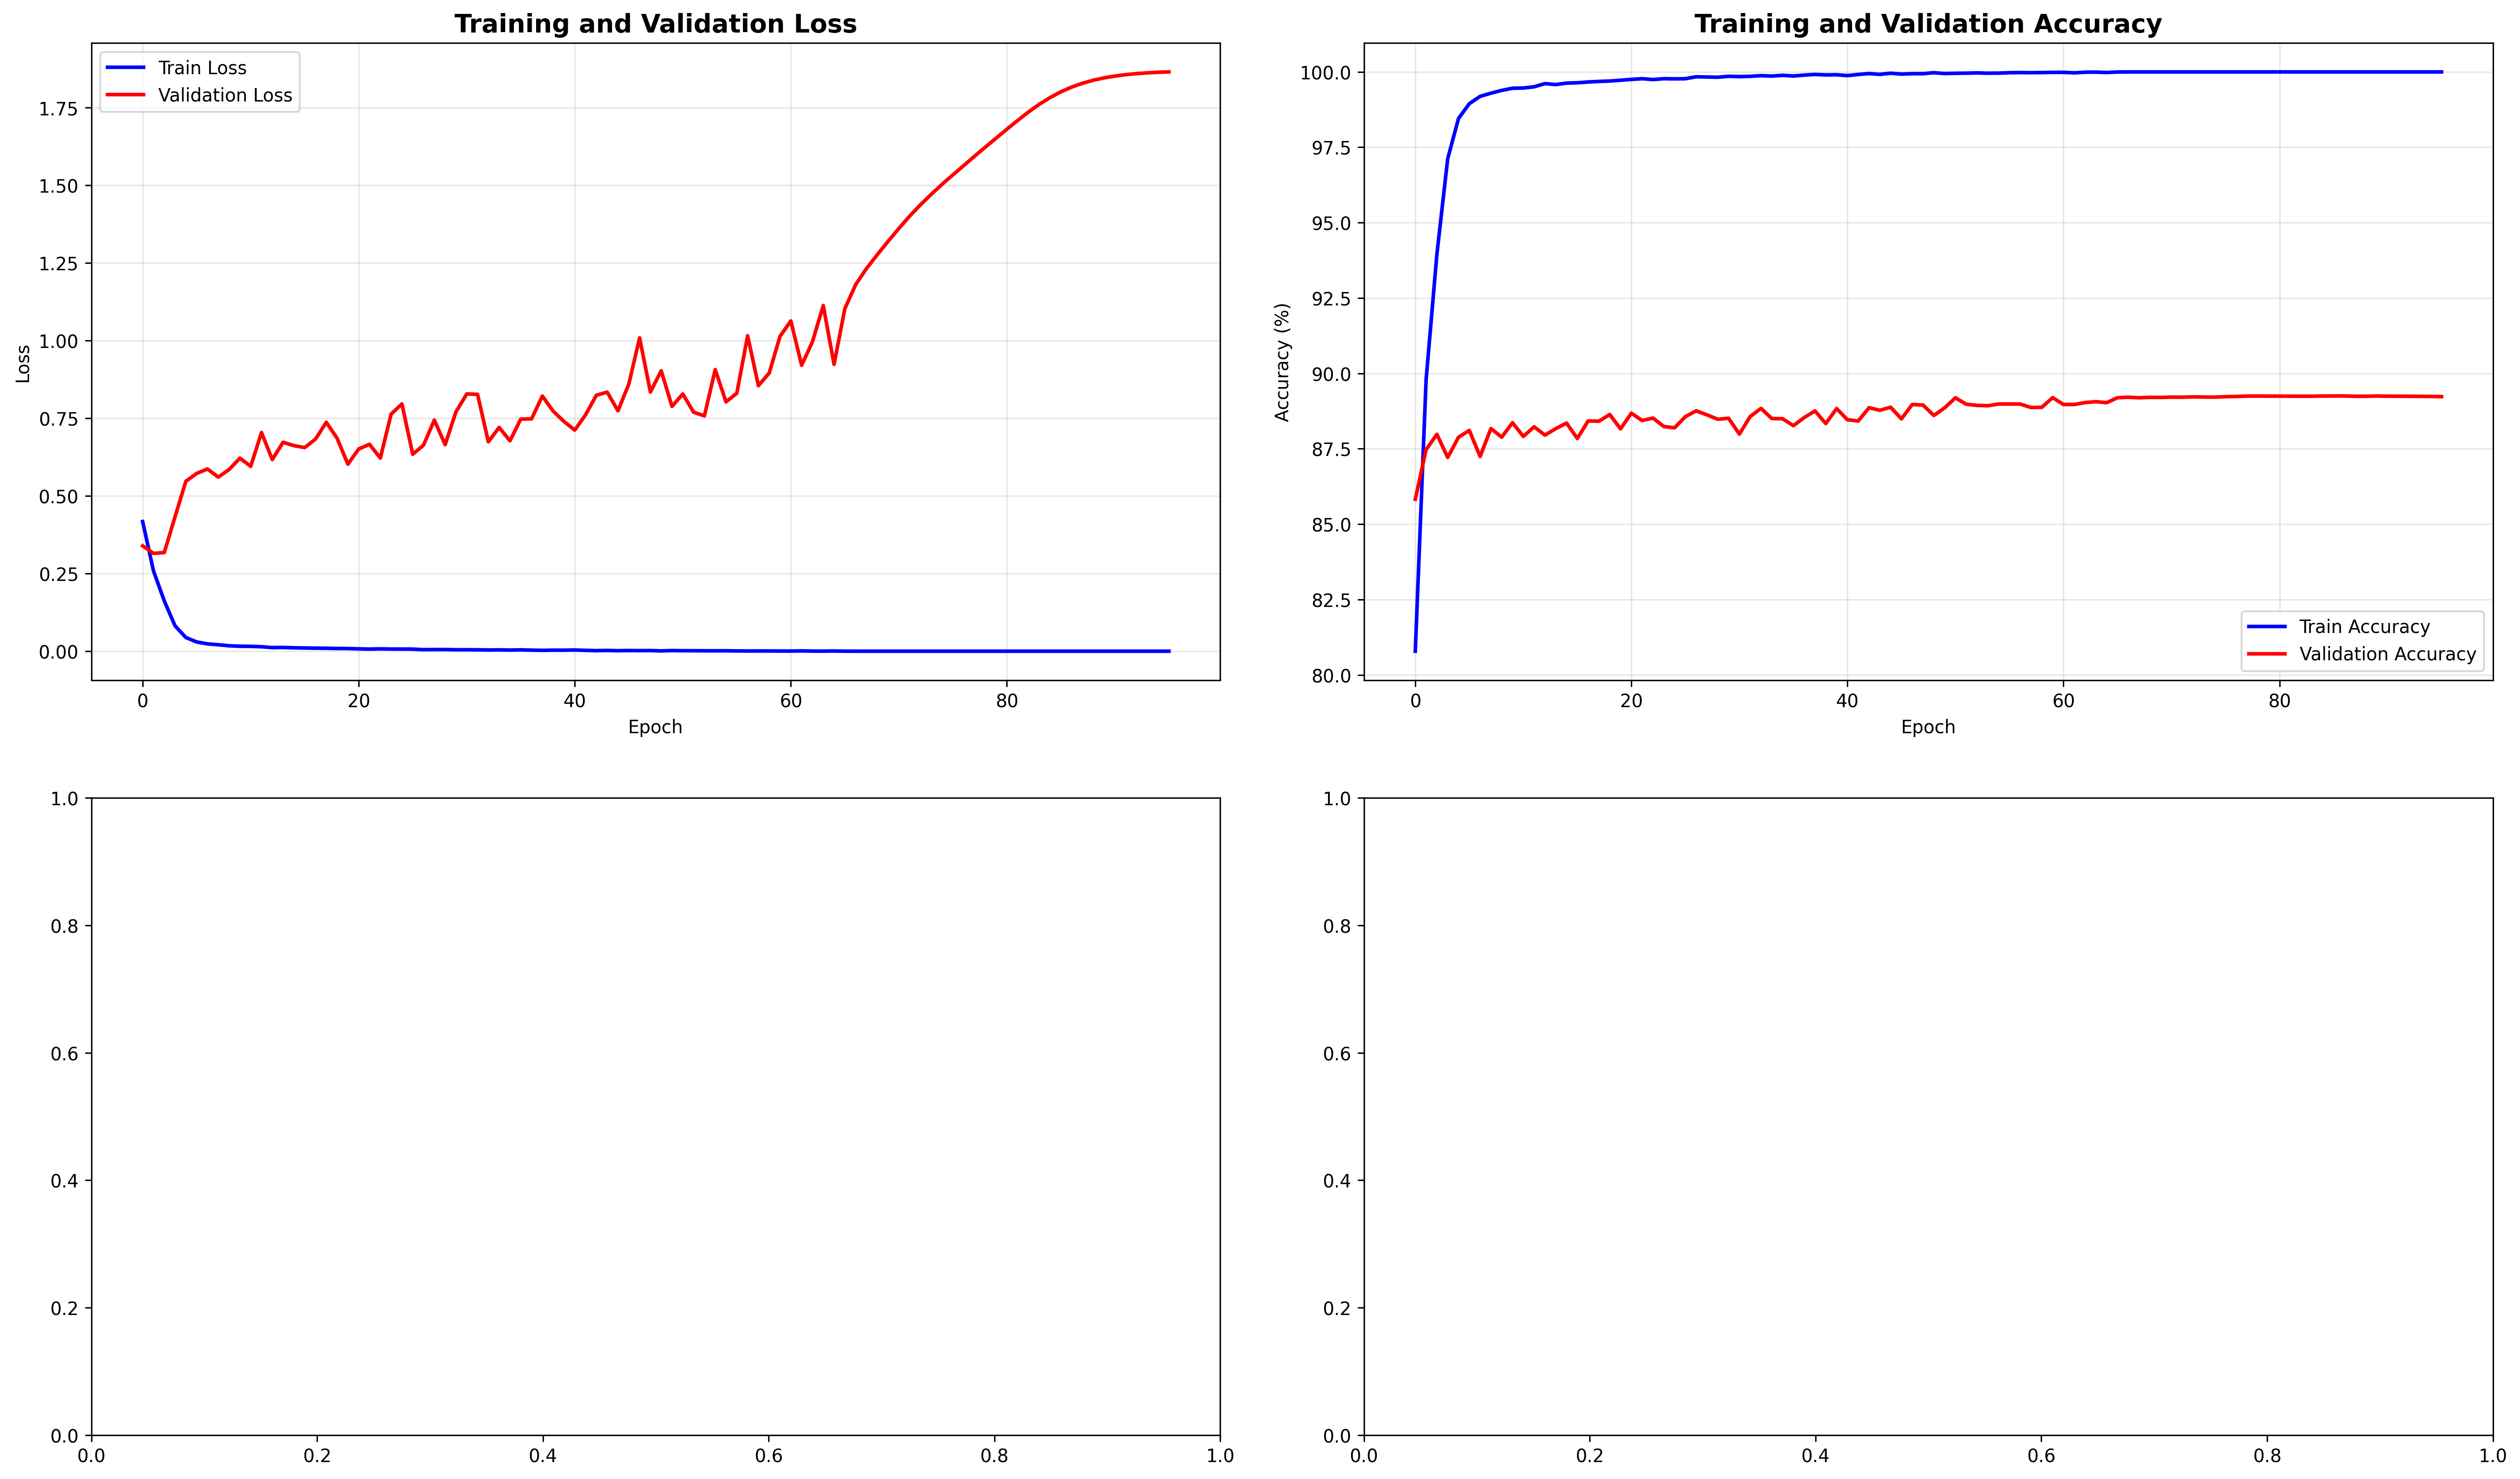 Training and Validation Loss
Train Loss
Validation Loss
1.75
1.50
1.25
1.00
0.75
0.50
0.25
0.00
Loss
0 20 40 60 80
Epoch
Training and Validation Accuracy
100.0
97.5
95.0
92.5
90.0
87.5
85.0
82.5
80.0
Accuracy (%)
Train Accuracy
Validation Accuracy
0 20 40 60 80
Epoch
1.0
0.8
0.6
0.4
0.2
0.0
0.0 0.2 0.4 0.6 0.8 1.0
1.0
0.8
0.6
0.4
0.2
0.0
0.0 0.2 0.4 0.6 0.8 1.0